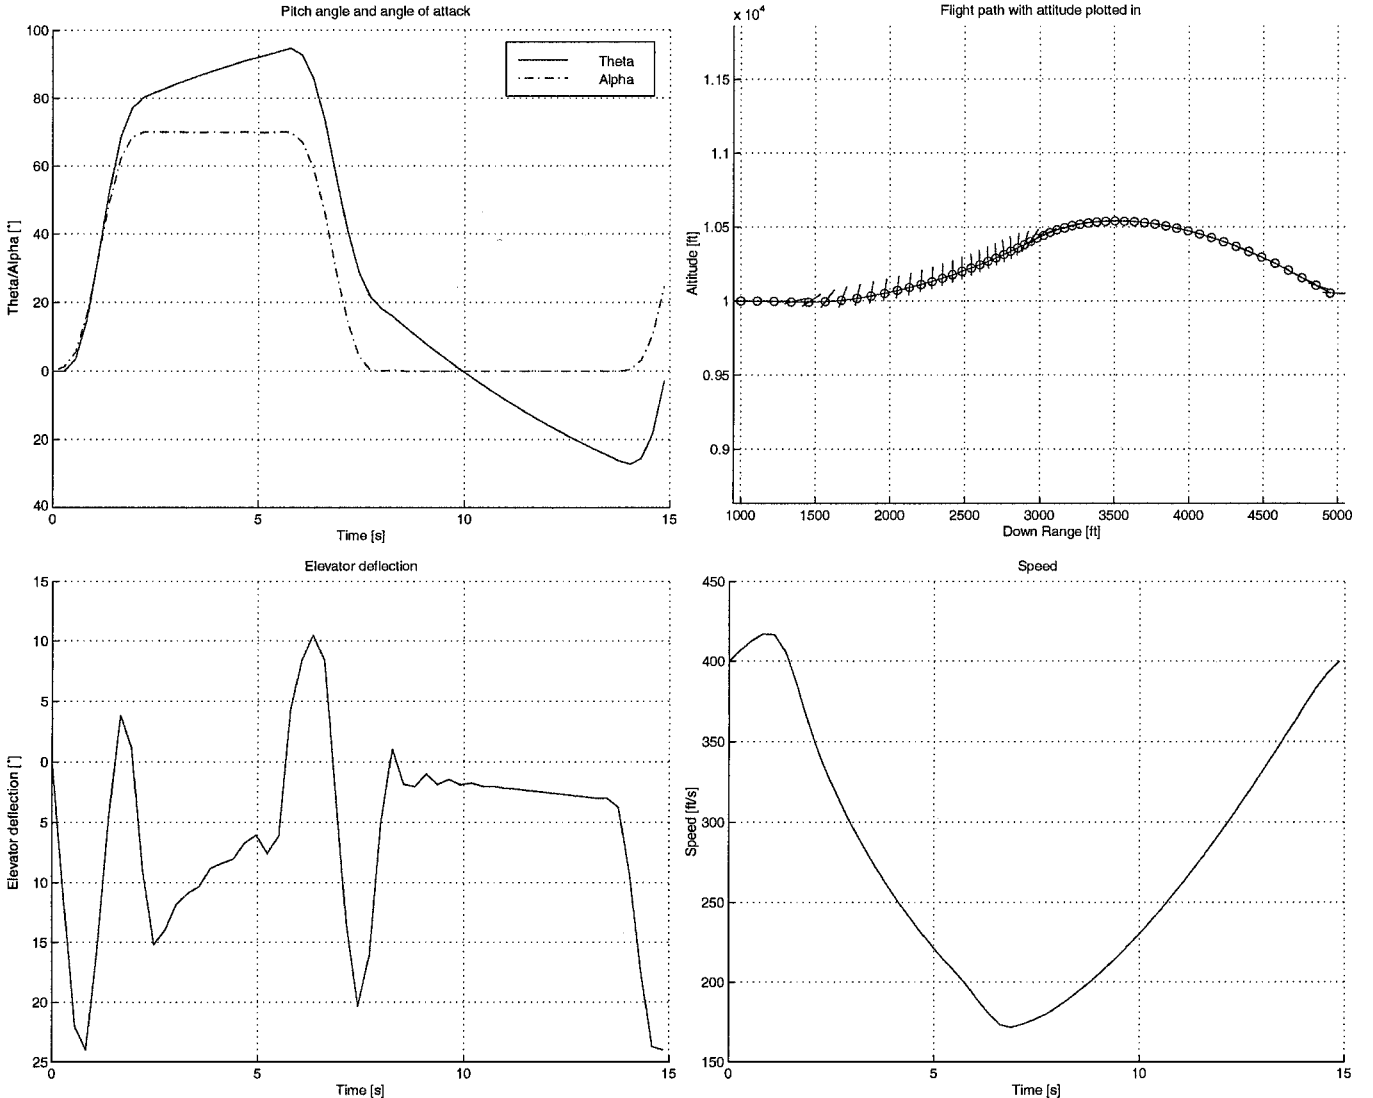 Pitch angle and angle of attack
100
80
60
40
20
0
20
40
Theta/Alpha [°]
Theta
Alpha
0 5 10 15
Time [s]
Flight path with attitude plotted in
x 10⁴
1.15
1.1
1.05
1
0.95
0.9
Altitude [ft]
1000 1500 2000 2500 3000 3500 4000 4500 5000
Down Range [ft]
Elevator deflection
15
10
5
0
5
10
15
20
25
Elevator deflection [°]
0 5 10 15
Time [s]
Speed
450
400
350
300
250
200
150
Speed [ft/s]
0 5 10 15
Time [s]